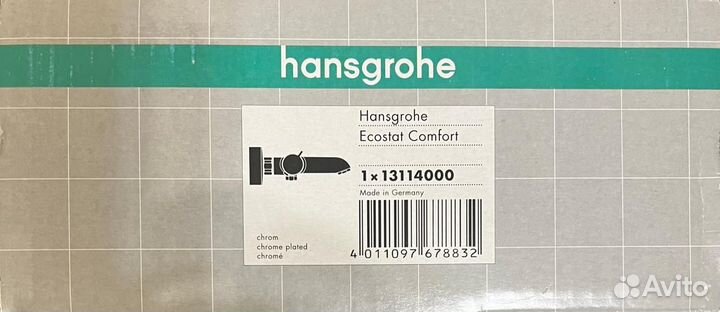 hansgrohe
Hansgrohe
Ecostat Comfort
1 x 13114000
Made in Germany
chrom
chrome plated
chromé
4 011097 678832
Avito